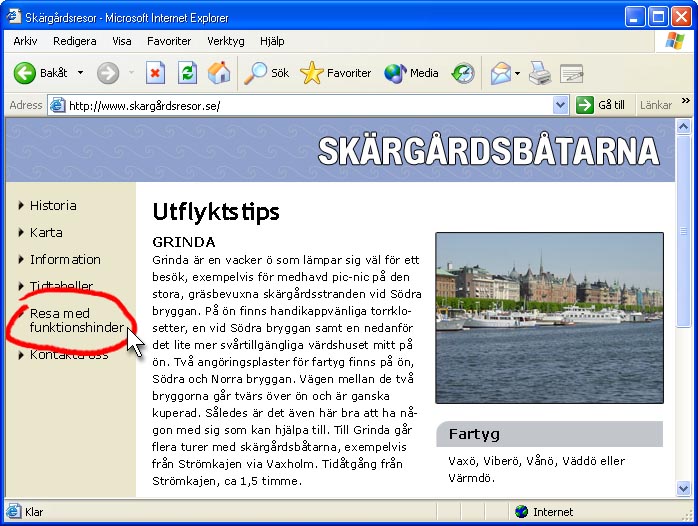 Skärgårdsresor - Microsoft Internet Explorer
Arkiv Redigera Visa Favoriter Verktyg Hjälp
Bakåt Sök Favoriter Media
Adress http://www.skargårdsresor.se/ Gå till Länkar »
SKÄRGÅRDSBÅTARNA
Historia
Karta
Information
Tidtabeller
Resa med
funktionshinder
Kontakta oss
Utflyktstips
GRINDA
Grinda är en vacker ö som lämpar sig väl för ett
besök, exempelvis för medhavd pic-nic på den
stora, gräsbevuxna skärgårdsstranden vid Södra
bryggan. På ön finns handikappvänliga torrklo-
setter, en vid Södra bryggan samt en nedanför
det lite mer svårtillgängliga värdshuset mitt på
ön. Två angöringsplaster för fartyg finns på ön,
Södra och Norra bryggan. Vägen mellan de två
bryggorna går tvärs över ön och är ganska
kuperad. Således är det även här bra att ha nå-
gon med sig som kan hjälpa till. Till Grinda går
flera turer med skärgårdsbåtarna, exempelvis
från Strömkajen via Vaxholm. Tidåtgång från
Strömkajen, ca 1,5 timme.
Fartyg
Vaxö, Viberö, Vånö, Väddö eller
Värmdö.
Klar Internet